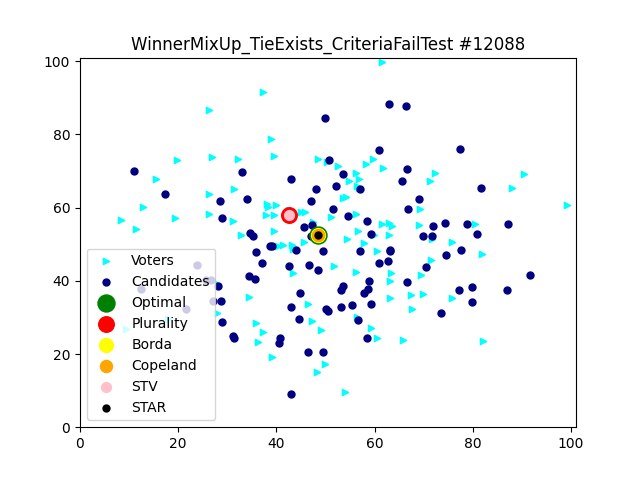 WinnerMixUp_TieExists_CriteriaFailTest #12088
100
80
60
40
20
0
0 20 40 60 80 100
Voters
Candidates
Optimal
Plurality
Borda
Copeland
STV
STAR